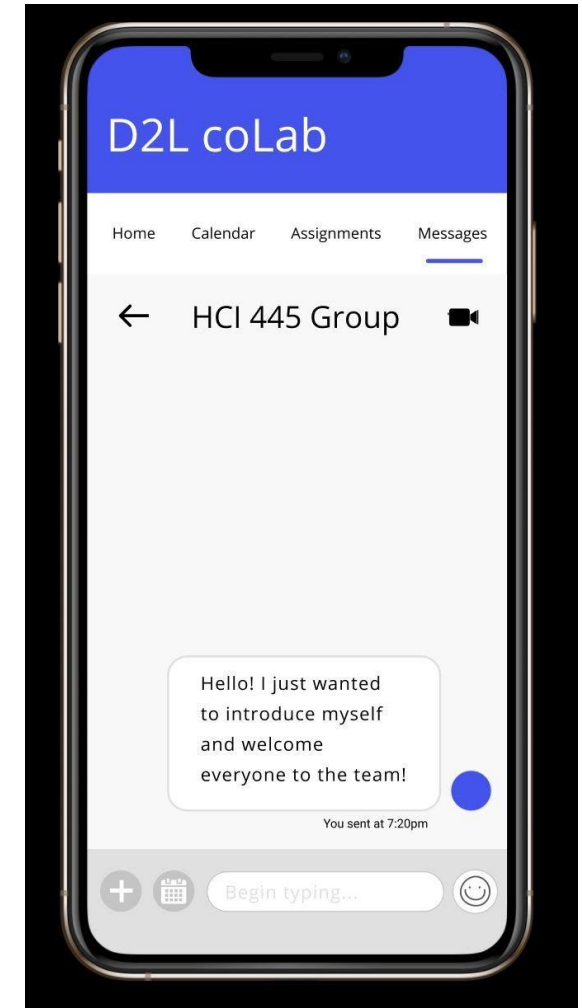 D2L coLab
Home Calendar Assignments Messages
HCI 445 Group
Hello! I just wanted
to introduce myself
and welcome
everyone to the team!
You sent at 7:20pm
Begin typing...